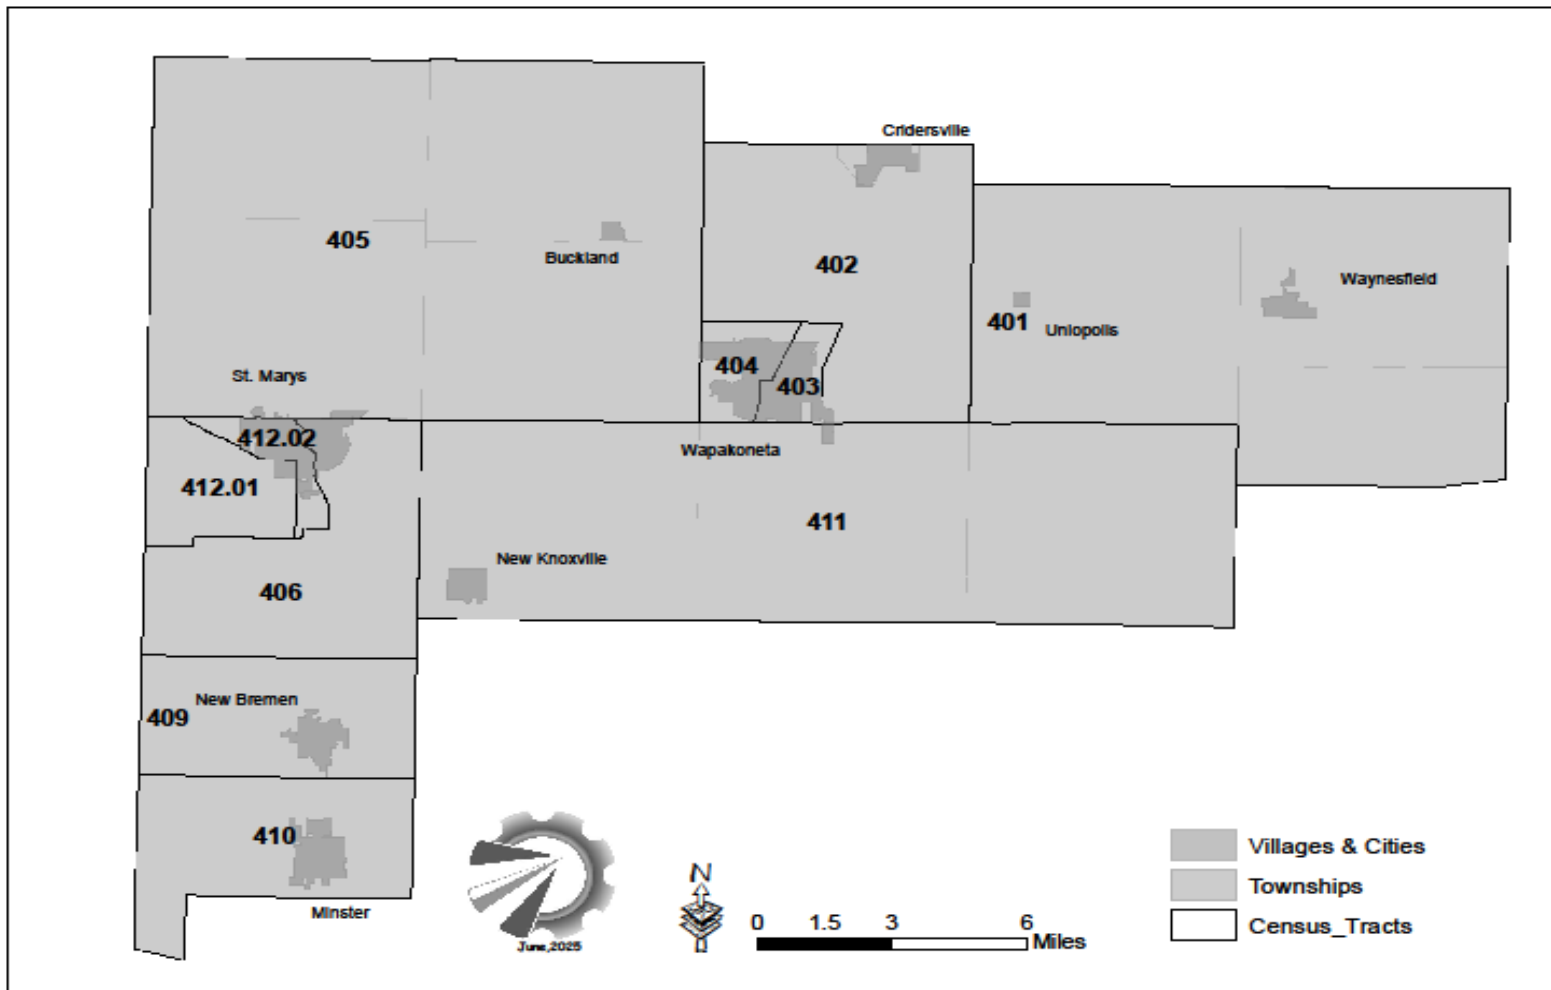 Cridersville
405
Buckland
402
Waynesfield
401
Uniopolis
404
403
St. Marys
412.02
Wapakoneta
412.01
411
New Knoxville
406
New Bremen
409
410
Minster
June,2025
N
0 1.5 3 6
Miles
Villages & Cities
Townships
Census_Tracts